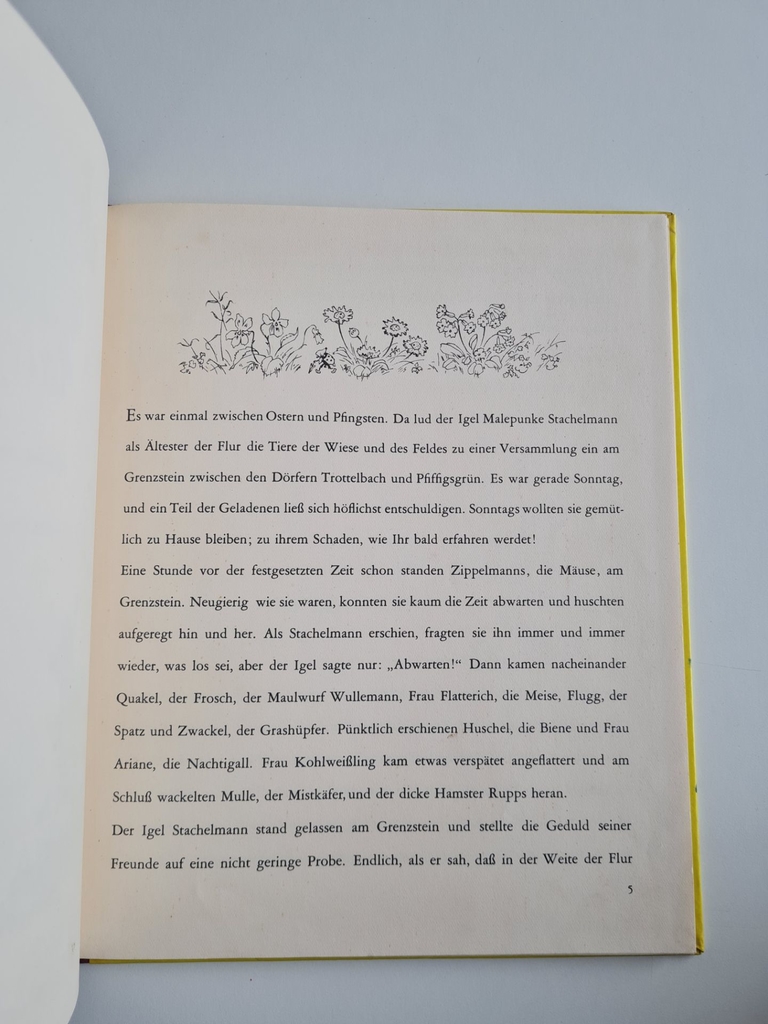 Es war einmal zwischen Ostern und Pfingsten. Da lud der Igel Malepunke Stachelmann
als Ältester der Flur die Tiere der Wiese und des Feldes zu einer Versammlung ein am
Grenzstein zwischen den Dörfern Trottelbach und Pfiffigsgrün. Es war gerade Sonntag,
und ein Teil der Geladenen ließ sich höflichst entschuldigen. Sonntags wollten sie gemüt-
lich zu Hause bleiben; zu ihrem Schaden, wie Ihr bald erfahren werdet!
Eine Stunde vor der festgesetzten Zeit schon standen Zippelmanns, die Mäuse, am
Grenzstein. Neugierig wie sie waren, konnten sie kaum die Zeit abwarten und huschten
aufgeregt hin und her. Als Stachelmann erschien, fragten sie ihn immer und immer
wieder, was los sei, aber der Igel sagte nur: „Abwarten!“ Dann kamen nacheinander
Quakel, der Frosch, der Maulwurf Wullemann, Frau Flatterich, die Meise, Flugg, der
Spatz und Zwackel, der Grashüpfer. Pünktlich erschienen Huschel, die Biene und Frau
Ariane, die Nachtigall. Frau Kohlweißling kam etwas verspätet angeflattert und am
Schluß wackelten Mulle, der Mistkäfer, und der dicke Hamster Rupps heran.
Der Igel Stachelmann stand gelassen am Grenzstein und stellte die Geduld seiner
Freunde auf eine nicht geringe Probe. Endlich, als er sah, daß in der Weite der Flur
5